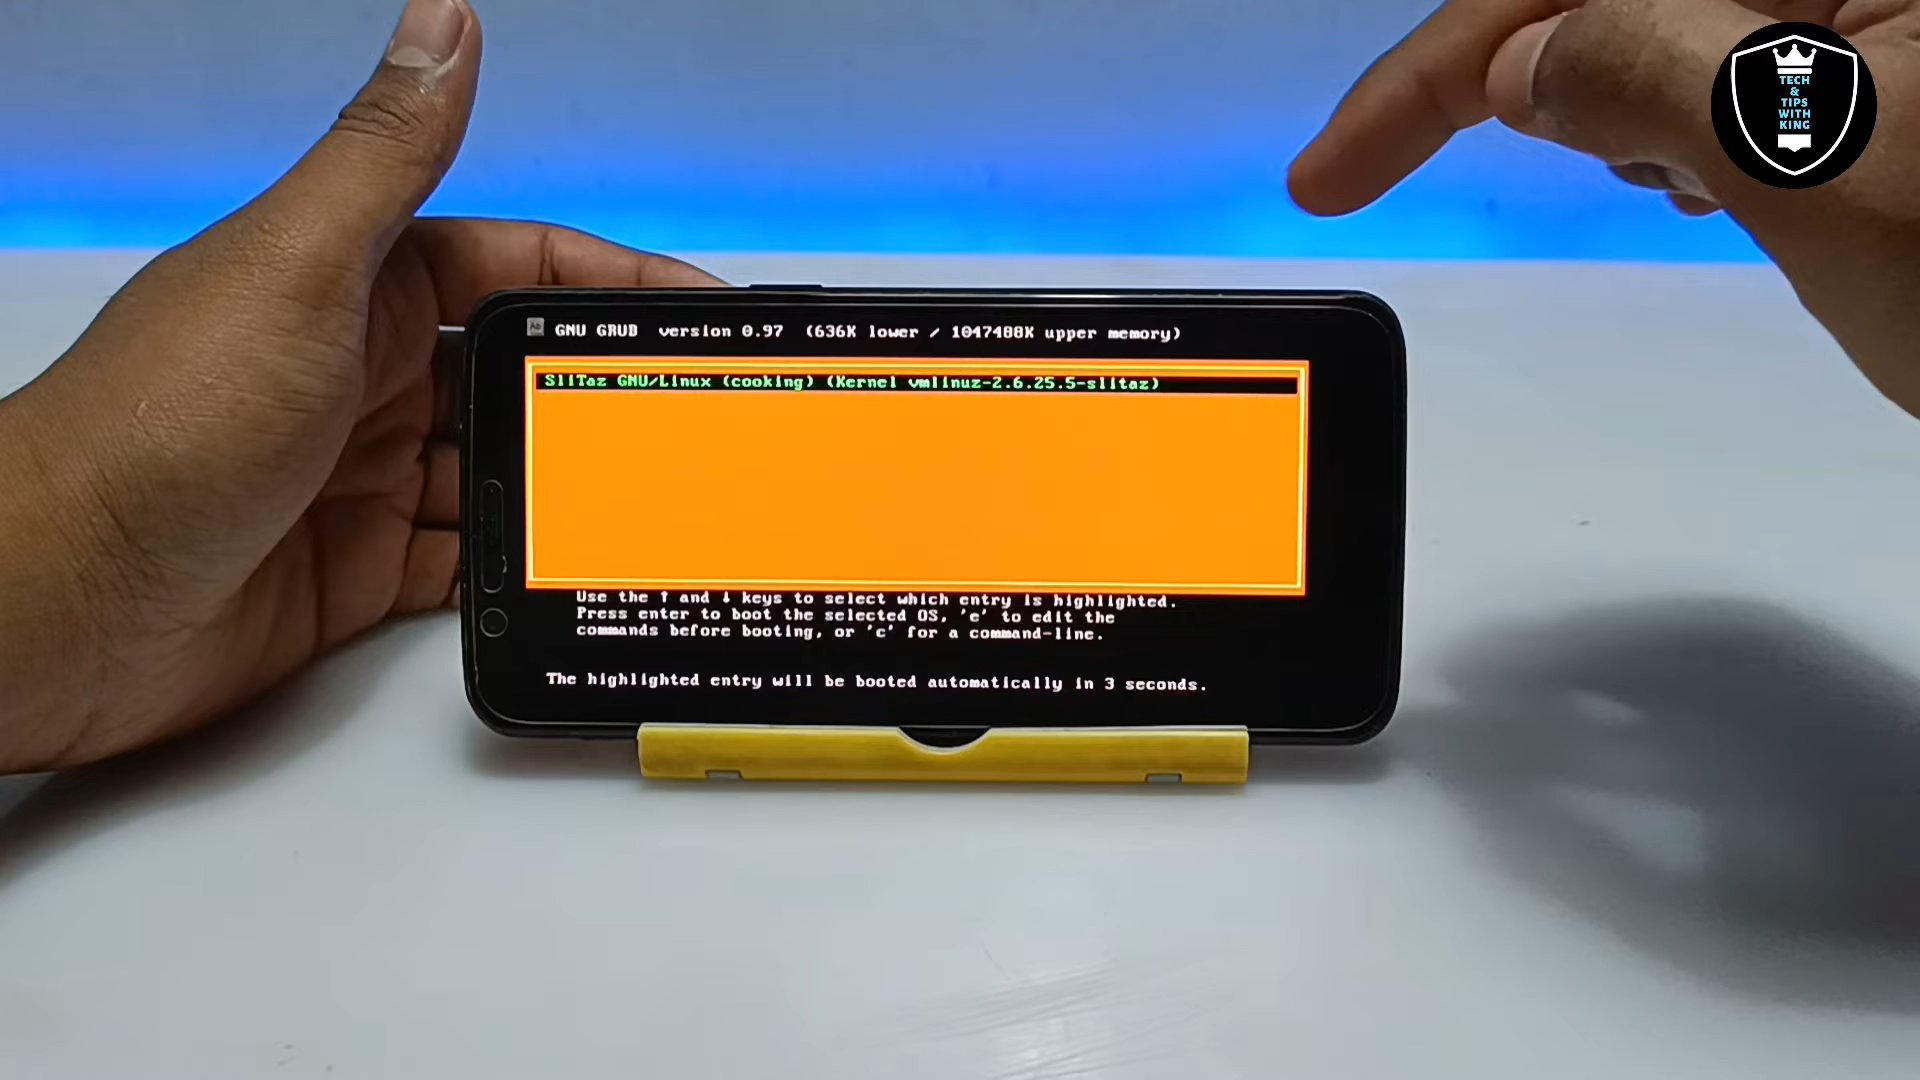 TECH
&
TIPS
WITH
KING
GNU GRUB version 0.97 (636K lower / 1047488K upper memory)
SliTaz GNU/Linux (cooking) (Kernel vmlinuz-2.6.25.5-slitaz)
Use the ↑ and ↓ keys to select which entry is highlighted.
Press enter to boot the selected OS, 'e' to edit the
commands before booting, or 'c' for a command-line.
The highlighted entry will be booted automatically in 3 seconds.